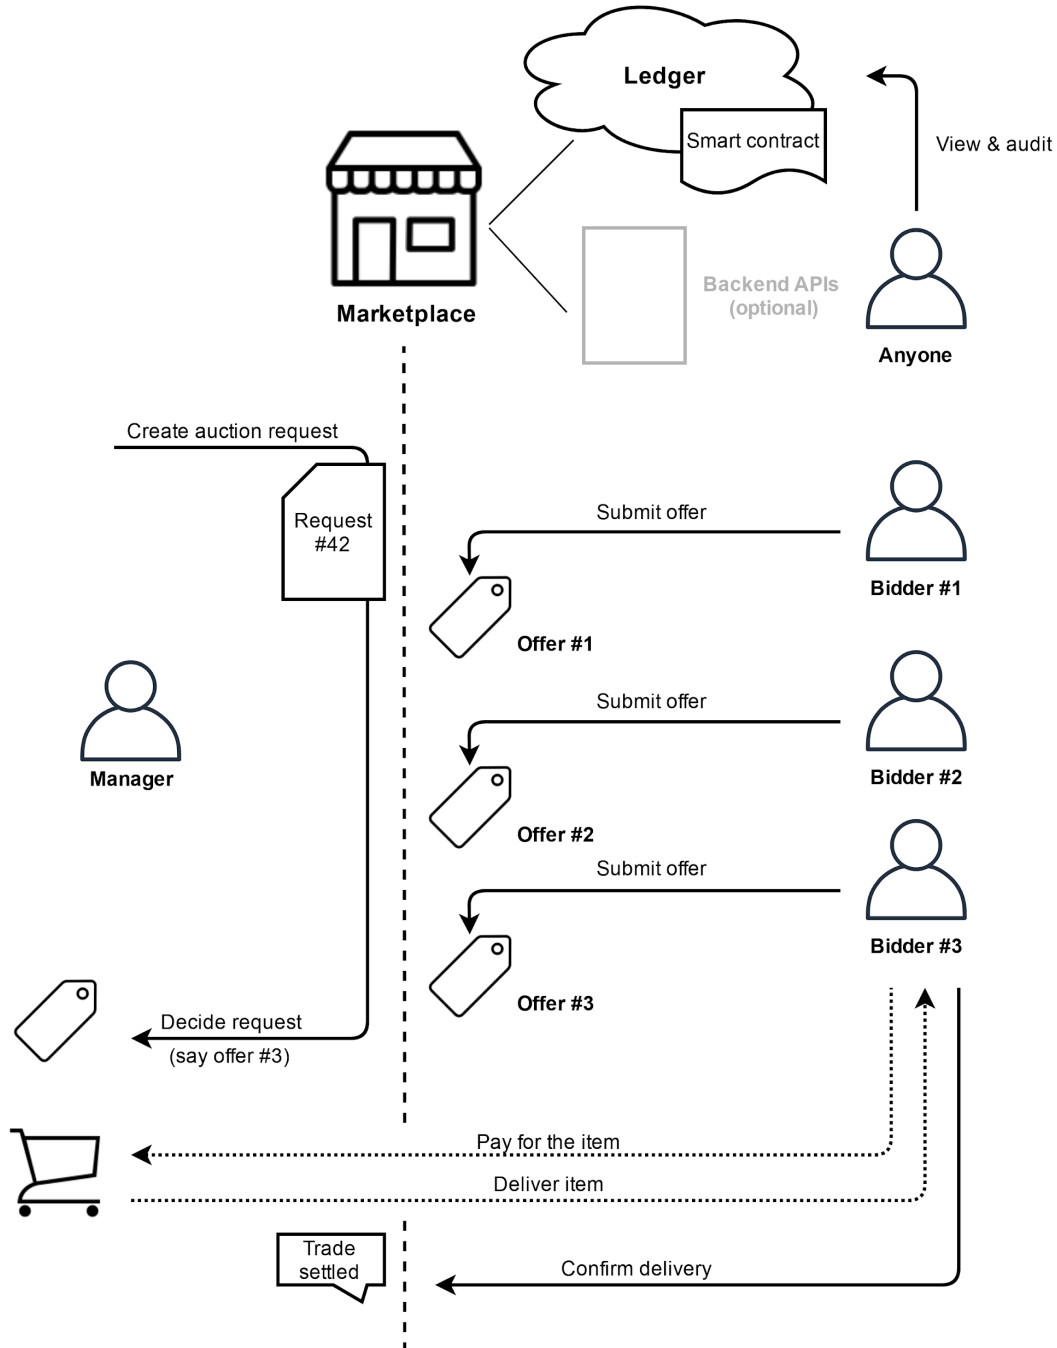 Ledger
Smart contract
View & audit
Marketplace
Backend APIs
(optional)
Anyone
Create auction request
Request
#42
Submit offer
Bidder #1
Offer #1
Manager
Submit offer
Bidder #2
Offer #2
Submit offer
Bidder #3
Offer #3
Decide request
(say offer #3)
Pay for the item
Deliver item
Trade
settled
Confirm delivery